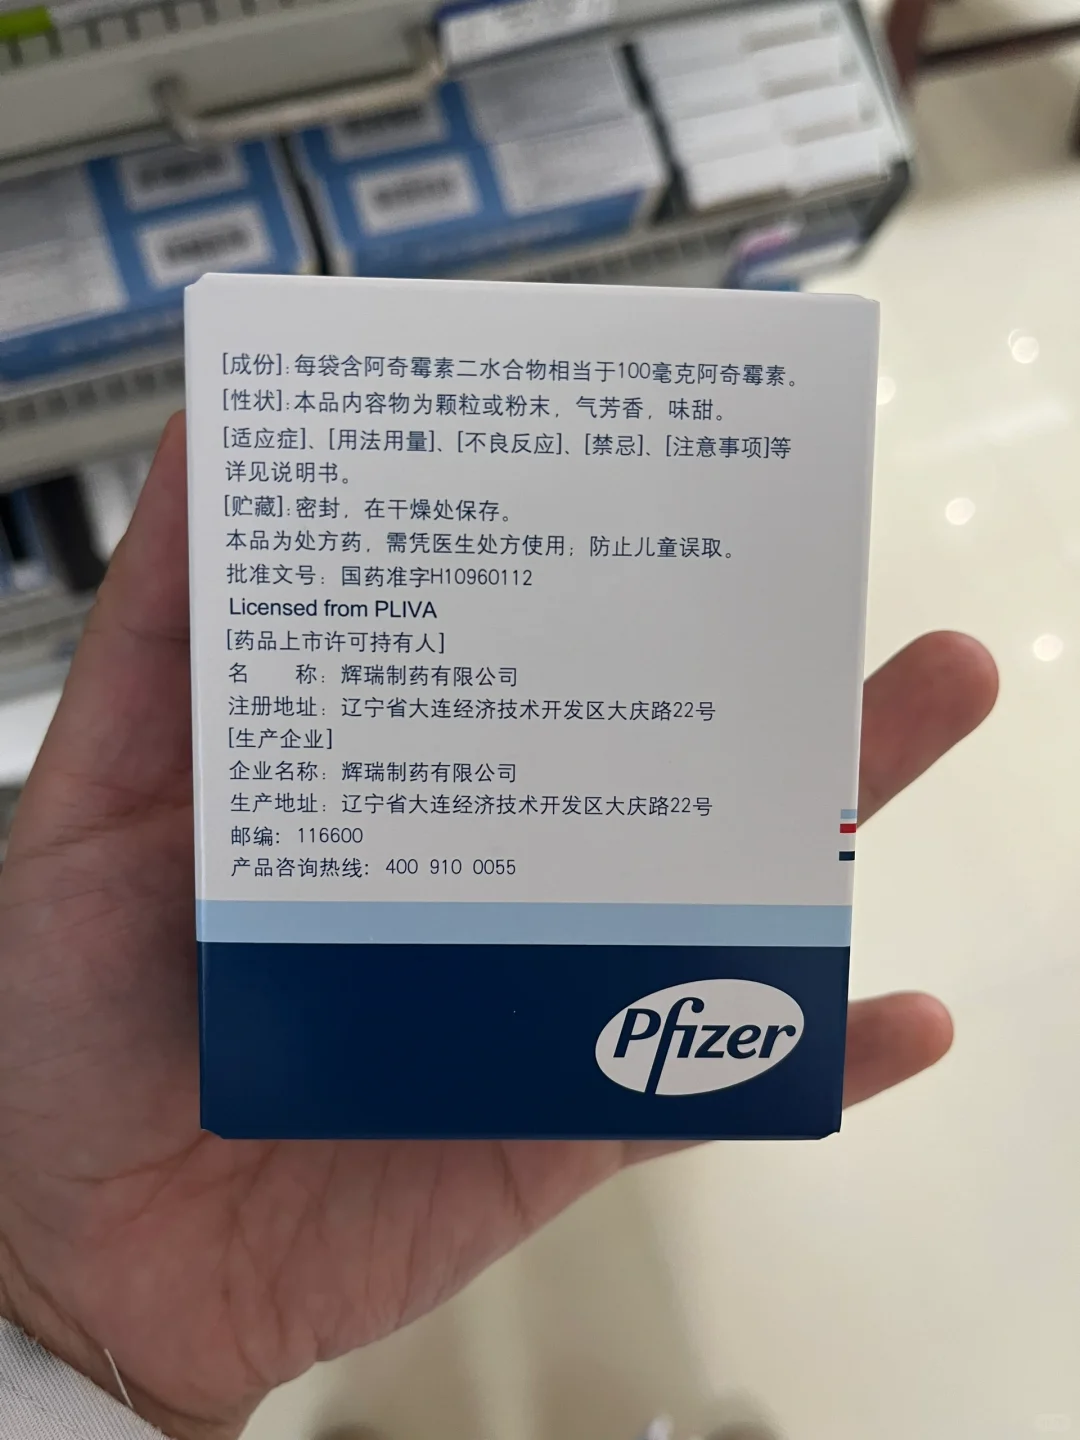 [成份]: 每袋含阿奇霉素二水合物相当于100毫克阿奇霉素。
[性状]: 本品内容物为颗粒或粉末，气芳香，味甜。
[适应症]、[用法用量]、[不良反应]、[禁忌]、[注意事项]等
详见说明书。
[贮藏]: 密封，在干燥处保存。
本品为处方药，需凭医生处方使用；防止儿童误取。
批准文号：国药准字H10960112
Licensed from PLIVA
[药品上市许可持有人]
名　　称：辉瑞制药有限公司
注册地址：辽宁省大连经济技术开发区大庆路22号
[生产企业]
企业名称：辉瑞制药有限公司
生产地址：辽宁省大连经济技术开发区大庆路22号
邮编：116600
产品咨询热线：400 910 0055
Pfizer